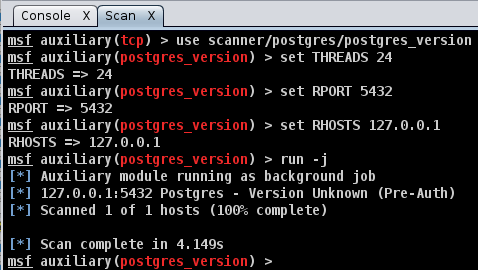 Console X Scan X
msf auxiliary(tcp) > use scanner/postgres/postgres_version
msf auxiliary(postgres_version) > set THREADS 24
THREADS => 24
msf auxiliary(postgres_version) > set RPORT 5432
RPORT => 5432
msf auxiliary(postgres_version) > set RHOSTS 127.0.0.1
RHOSTS => 127.0.0.1
msf auxiliary(postgres_version) > run -j
[*] Auxiliary module running as background job
[*] 127.0.0.1:5432 Postgres - Version Unknown (Pre-Auth)
[*] Scanned 1 of 1 hosts (100% complete)
[*] Scan complete in 4.149s
msf auxiliary(postgres_version) >